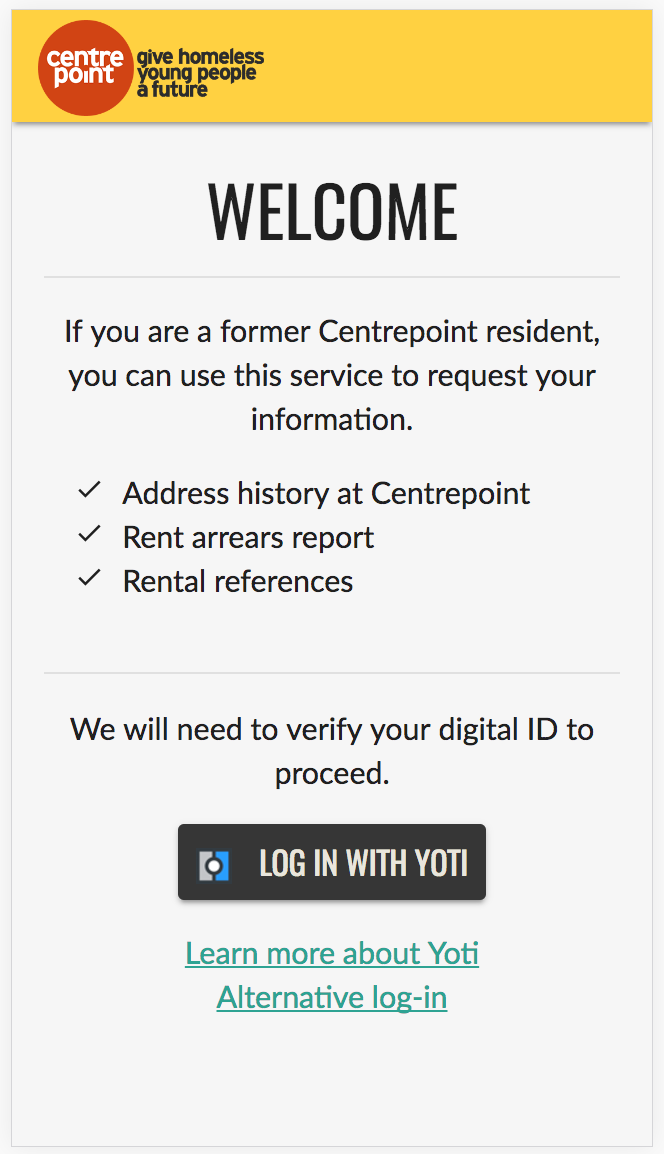 centre
point
give homeless
young people
a future
WELCOME
If you are a former Centrepoint resident,
you can use this service to request your
information.
Address history at Centrepoint
Rent arrears report
Rental references
We will need to verify your digital ID to
proceed.
LOG IN WITH YOTI
Learn more about Yoti
Alternative log-in